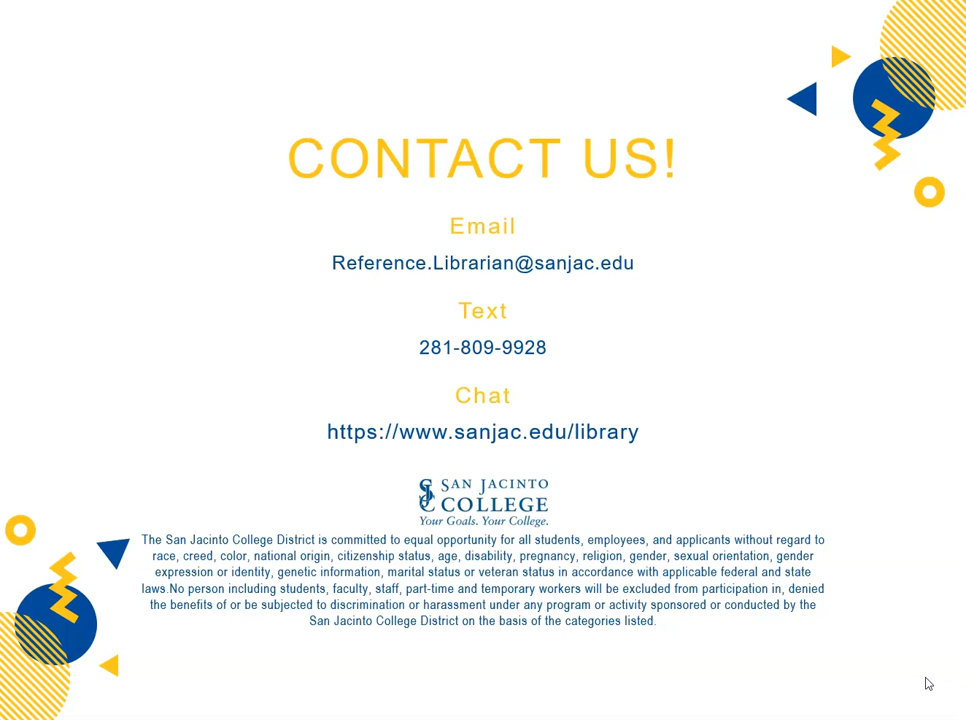 CONTACT US!
Email
Reference.Librarian@sanjac.edu
Text
281-809-9928
Chat
https://www.sanjac.edu/library
SJC SAN JACINTO
COLLEGE
Your Goals. Your College.
The San Jacinto College District is committed to equal opportunity for all students, employees, and applicants without regard to
race, creed, color, national origin, citizenship status, age, disability, pregnancy, religion, gender, sexual orientation, gender
expression or identity, genetic information, marital status or veteran status in accordance with applicable federal and state
laws.No person including students, faculty, staff, part-time and temporary workers will be excluded from participation in, denied
the benefits of or be subjected to discrimination or harassment under any program or activity sponsored or conducted by the
San Jacinto College District on the basis of the categories listed.